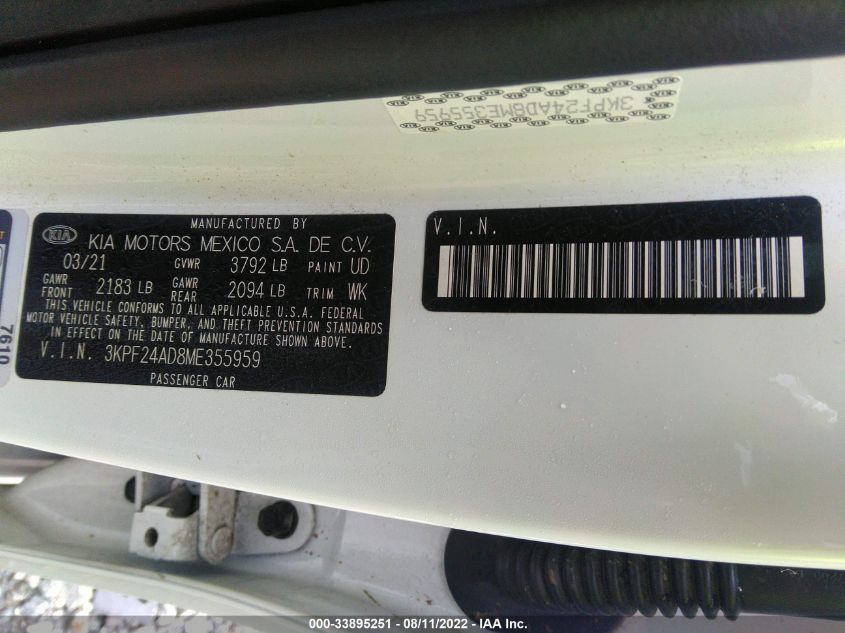 3KPF24AD8ME355959
MANUFACTURED BY
KIA KIA MOTORS MEXICO S.A. DE C.V.
03/21 GVWR 3792 LB PAINT UD
GAWR FRONT 2183 LB GAWR REAR 2094 LB TRIM WK
THIS VEHICLE CONFORMS TO ALL APPLICABLE U.S.A. FEDERAL
MOTOR VEHICLE SAFETY, BUMPER, AND THEFT PREVENTION STANDARDS
IN EFFECT ON THE DATE OF MANUFACTURE SHOWN ABOVE.
V.I.N. 3KPF24AD8ME355959
PASSENGER CAR
V.I.N.
7610
000-33895251 - 08/11/2022 - IAA Inc.